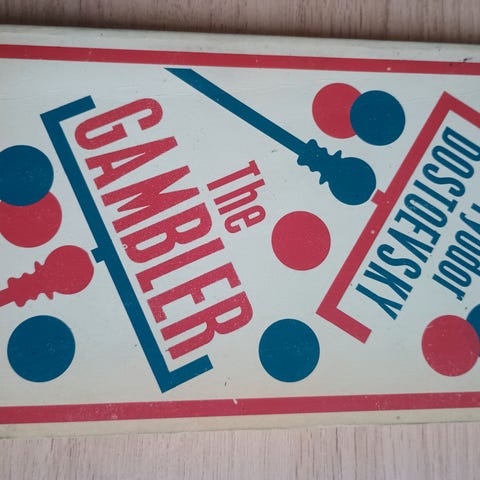 The
GAMBLER
Fyodor
DOSTOEVSKY